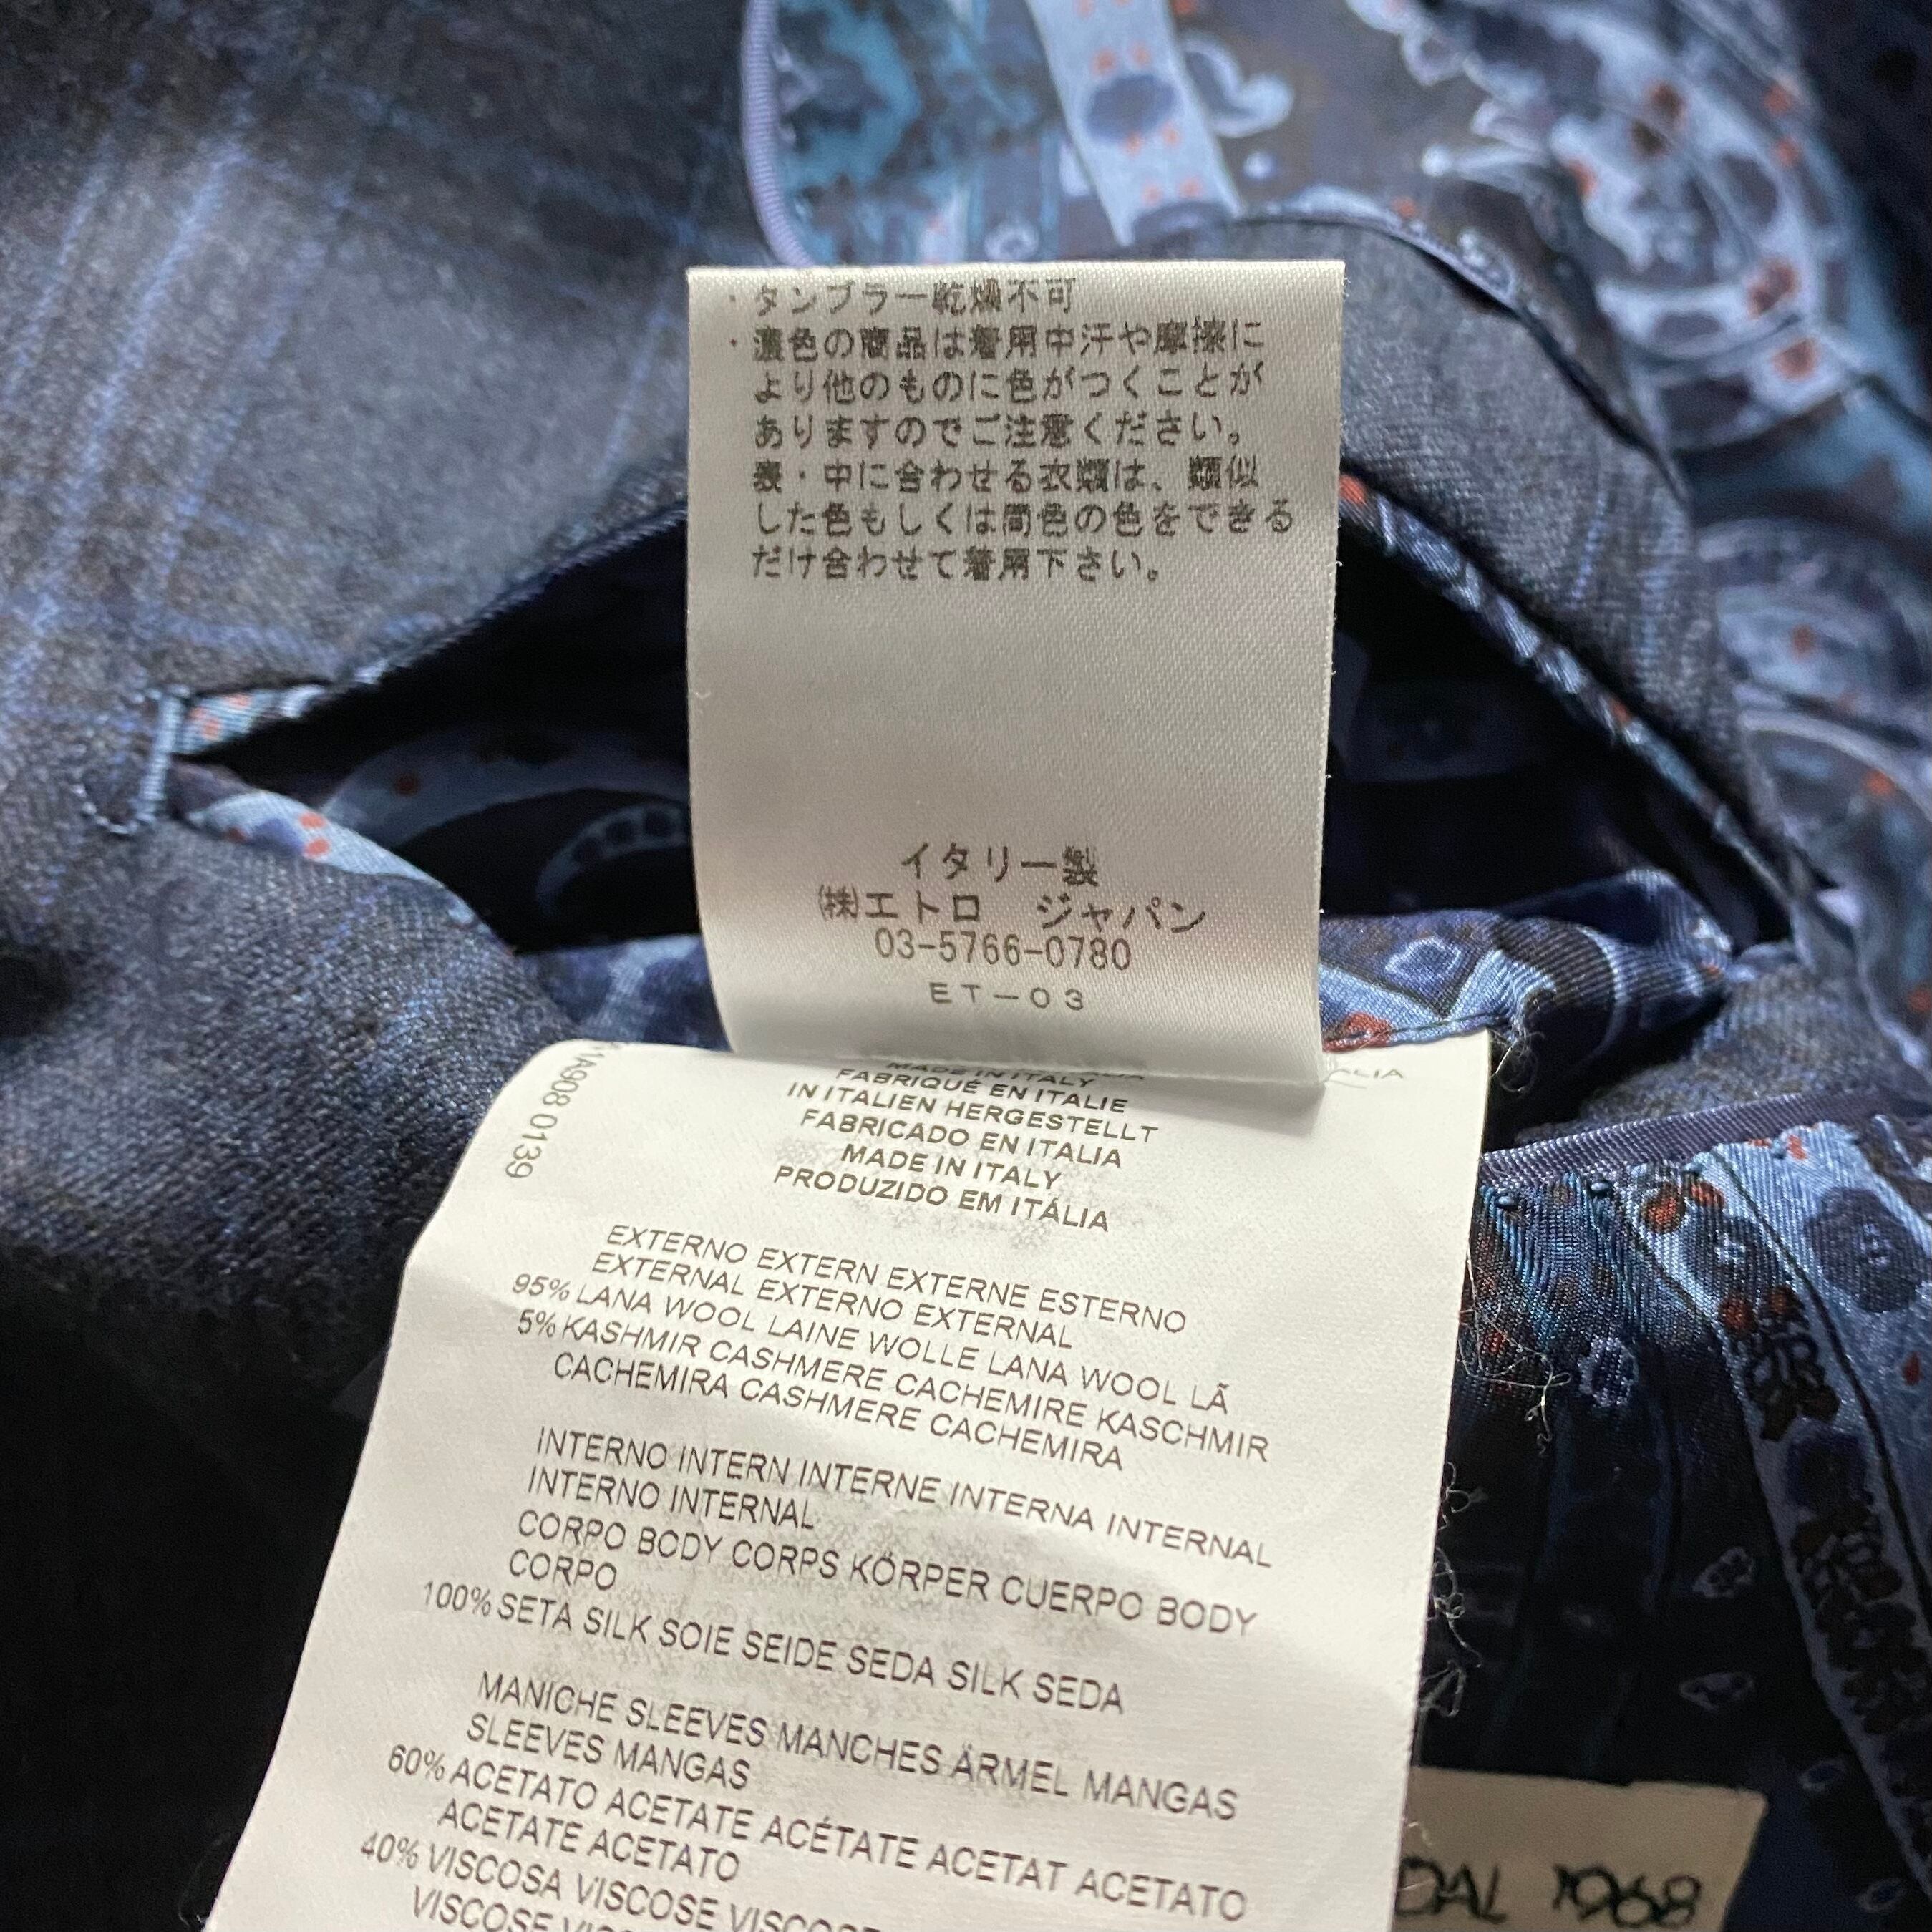 ・タンブラー乾燥不可
・濃色の商品は着用中汗や摩擦に
より他のものに色がつくことが
ありますのでご注意ください。
表・中に合わせる衣類は、類似
した色もしくは同色の色をできる
だけ合わせて着用下さい。
イタリー製
㈱エトロ ジャパン
03-5766-0780
ET-03
1A908 0139
MADE IN ITALY
FABRIQUÉ EN ITALIE
IN ITALIEN HERGESTELLT
FABRICADO EN ITALIA
MADE IN ITALY
PRODUZIDO EM ITÁLIA
EXTERNO EXTERN EXTERNE ESTERNO
EXTERNAL EXTERNO EXTERNAL
95% LANA WOOL LAINE WOLLE LANA WOOL LÃ
5% KASHMIR CASHMERE CACHEMIRE KASCHMIR
CACHEMIRA CASHMERE CACHEMIRA
INTERNO INTERN INTERNE INTERNA INTERNAL
INTERNO INTERNAL
CORPO BODY CORPS KÖRPER CUERPO BODY
CORPO
100% SETA SILK SOIE SEIDE SEDA SILK SEDA
MANICHE SLEEVES MANCHES ÄRMEL MANGAS
SLEEVES MANGAS
60% ACETATO ACETATE ACÉTATE ACETAT ACETATO
ACETATE ACETATO
40% VISCOSA VISCOSE VISCOSE
VISCOSE
DAL 1968